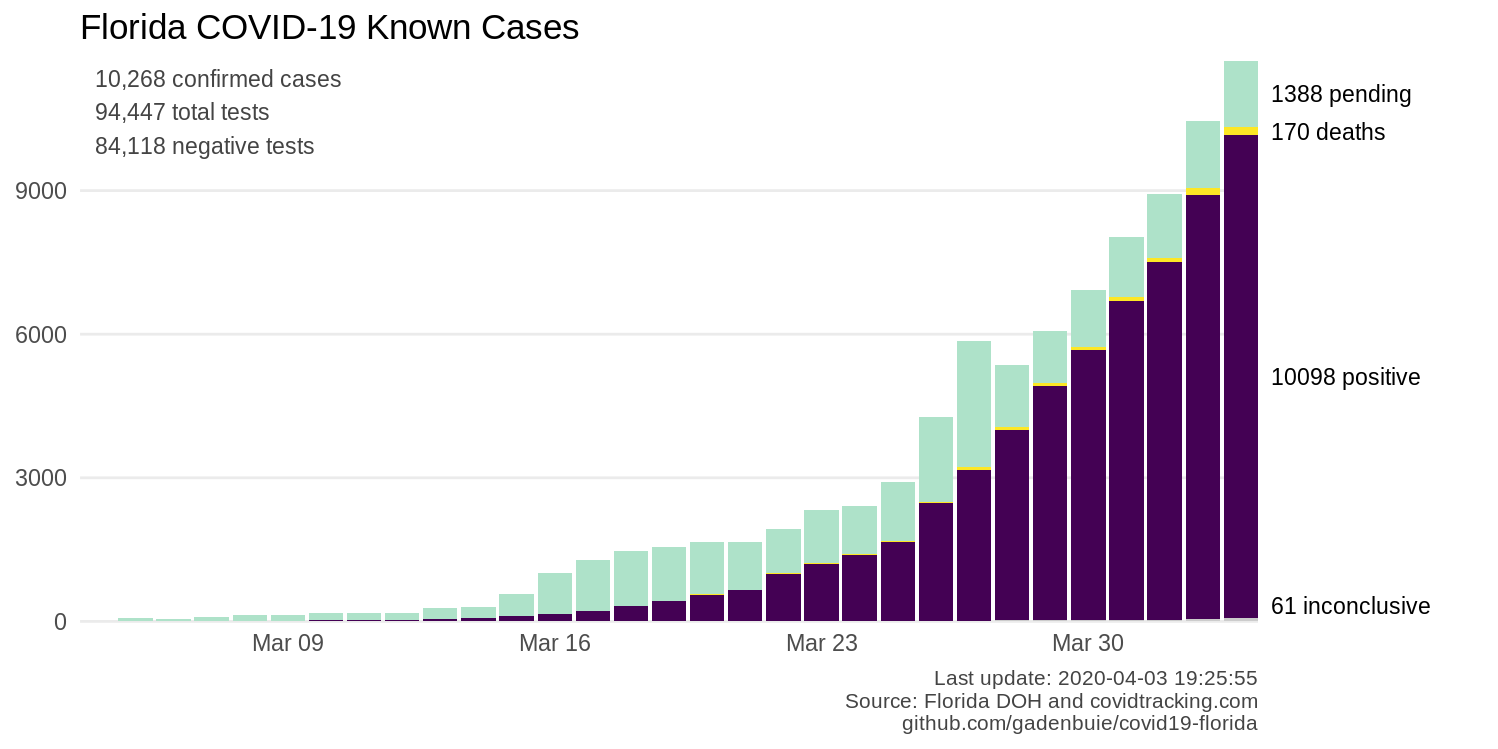 Florida COVID-19 Known Cases
10,268 confirmed cases
94,447 total tests
84,118 negative tests
1388 pending
170 deaths
10098 positive
61 inconclusive
9000
6000
3000
0
Mar 09 Mar 16 Mar 23 Mar 30
Last update: 2020-04-03 19:25:55
Source: Florida DOH and covidtracking.com
github.com/gadenbuie/covid19-florida